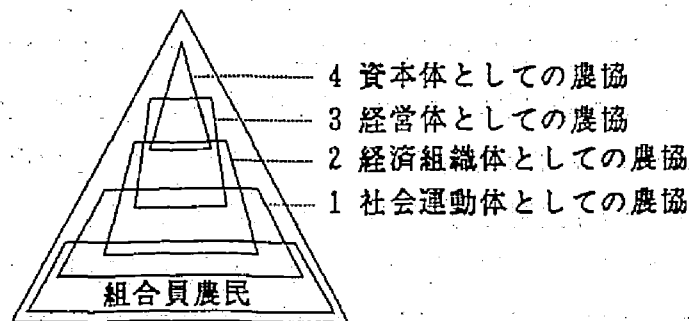 4 資本体としての農協
3 経営体としての農協
2 経済組織体としての農協
1 社会運動体としての農協
組合員農民